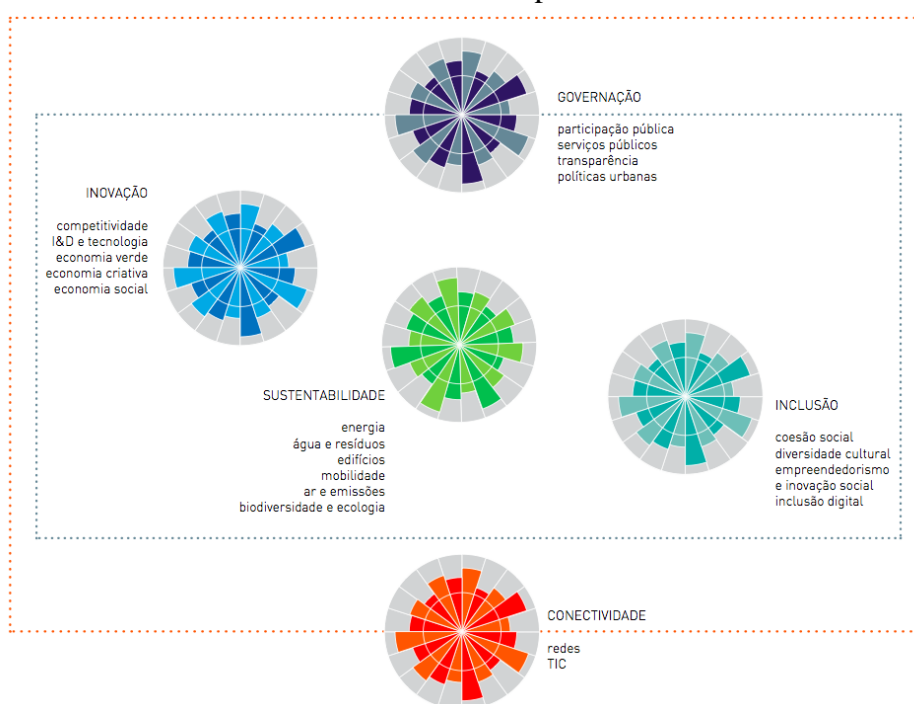 GOVERNAÇÃO
participação pública
serviços públicos
transparência
políticas urbanas
INOVAÇÃO
competitividade
I&D e tecnologia
economia verde
economia criativa
economia social
SUSTENTABILIDADE
energia
água e resíduos
edifícios
mobilidade
ar e emissões
biodiversidade e ecologia
INCLUSÃO
coesão social
diversidade cultural
empreendedorismo
e inovação social
inclusão digital
CONECTIVIDADE
redes
TIC